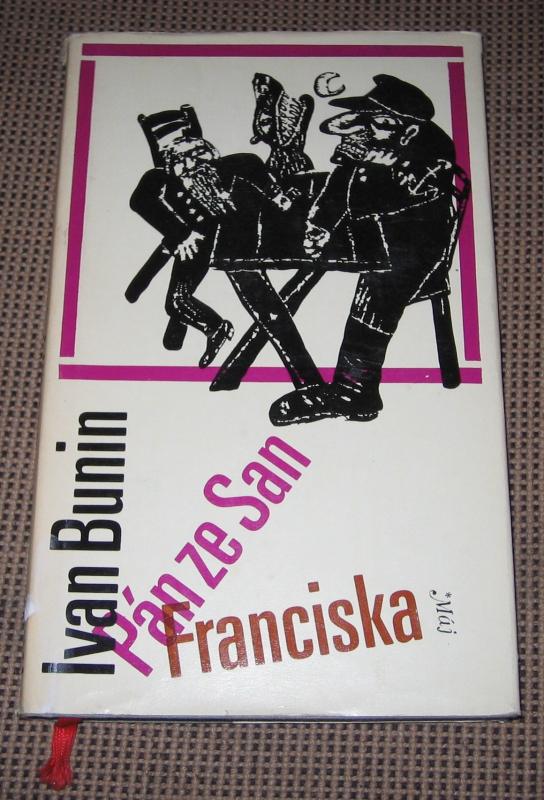 Ivan Bunin
Pán ze San
Franciska
*Máj